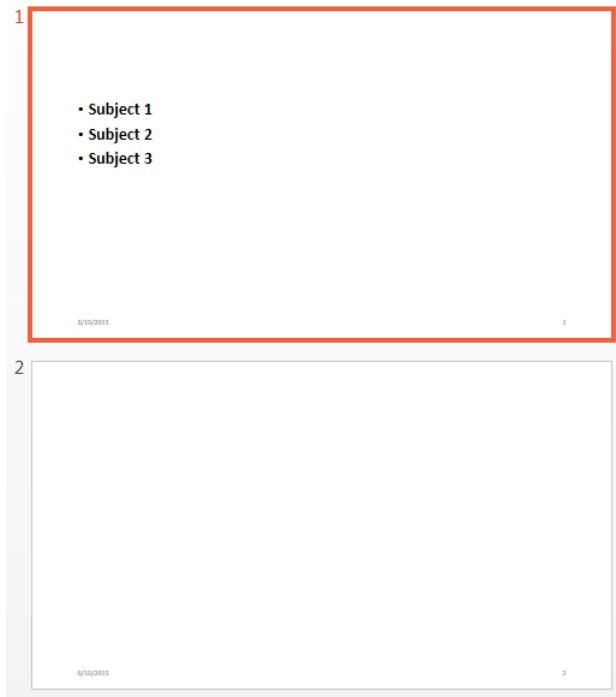 1
• Subject 1
• Subject 2
• Subject 3
6/10/2015 1
2
6/10/2015 2